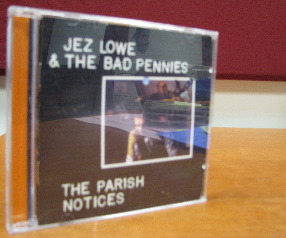 JEZ LOWE
& THE BAD PENNIES
THE PARISH
NOTICES